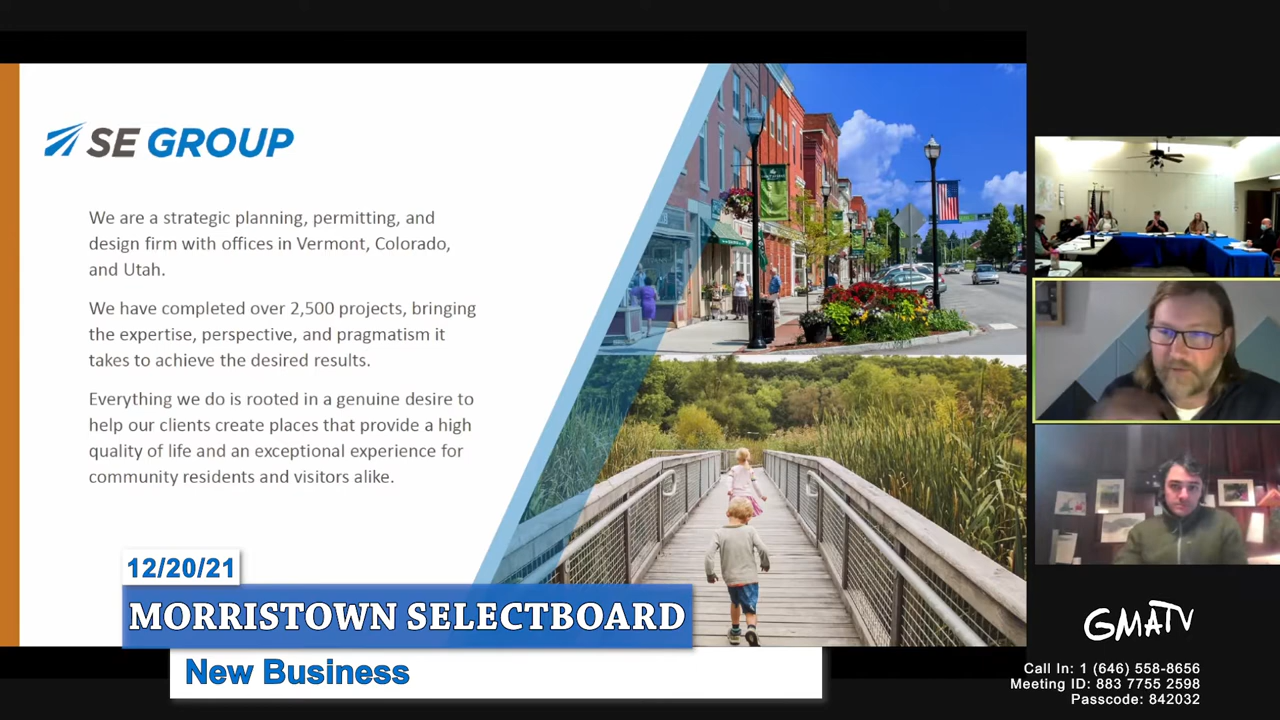 SE GROUP
We are a strategic planning, permitting, and
design firm with offices in Vermont, Colorado,
and Utah.
We have completed over 2,500 projects, bringing
the expertise, perspective, and pragmatism it
takes to achieve the desired results.
Everything we do is rooted in a genuine desire to
help our clients create places that provide a high
quality of life and an exceptional experience for
community residents and visitors alike.
12/20/21
MORRISTOWN SELECTBOARD
New Business
GMATV
Call In: 1 (646) 558-8656
Meeting ID: 883 7755 2598
Passcode: 842032